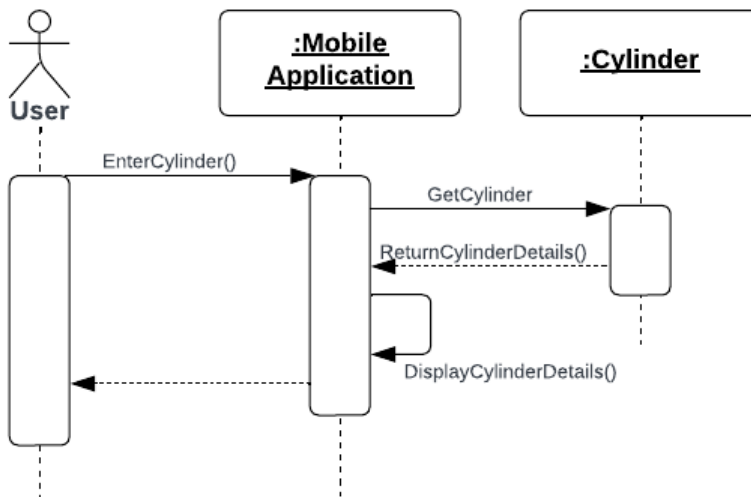 :Mobile
Application
:Cylinder
User
EnterCylinder()
GetCylinder
ReturnCylinderDetails()
DisplayCylinderDetails()